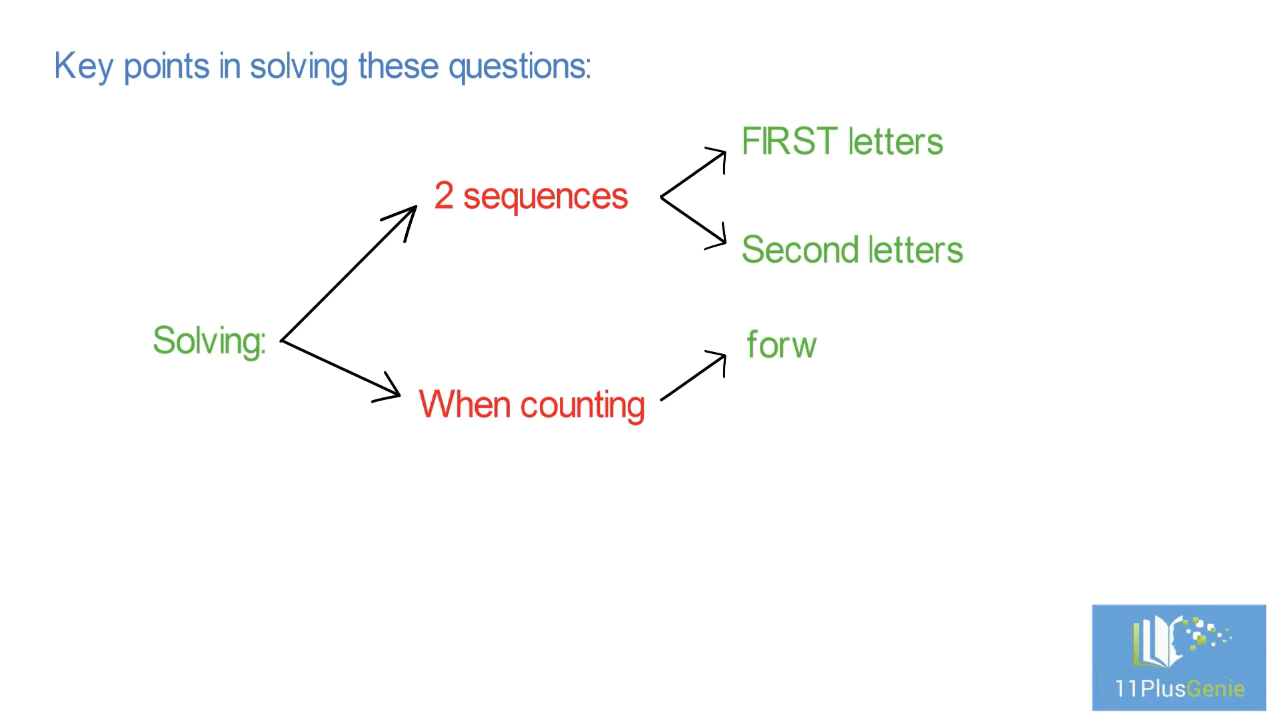 Key points in solving these questions:
FIRST letters
2 sequences
Second letters
Solving:
forw
When counting
11PlusGenie